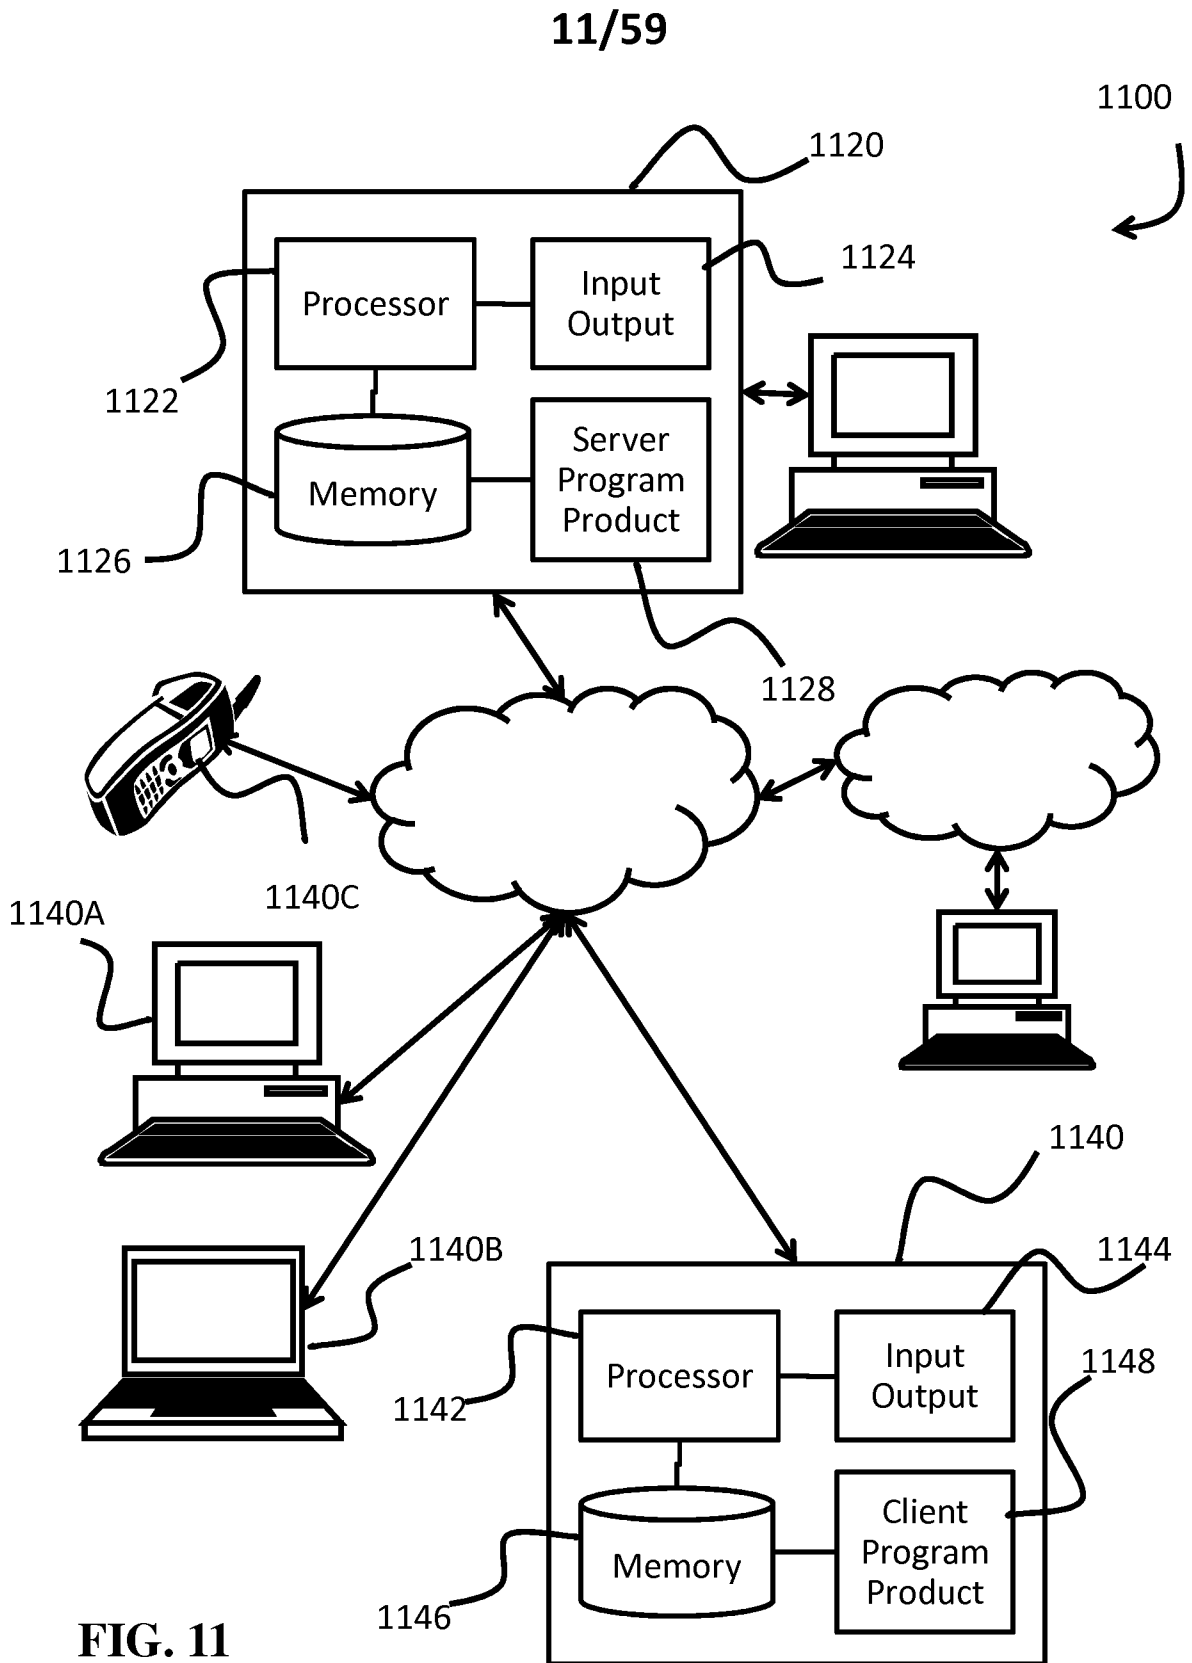 11/59
1100
1120
1124
Processor
Input
Output
1122
Server
Program
Product
Memory
1126
1128
1140C
1140A
1140
1140B
1144
Processor
Input
Output
1148
1142
Client
Program
Product
Memory
1146
FIG. 11